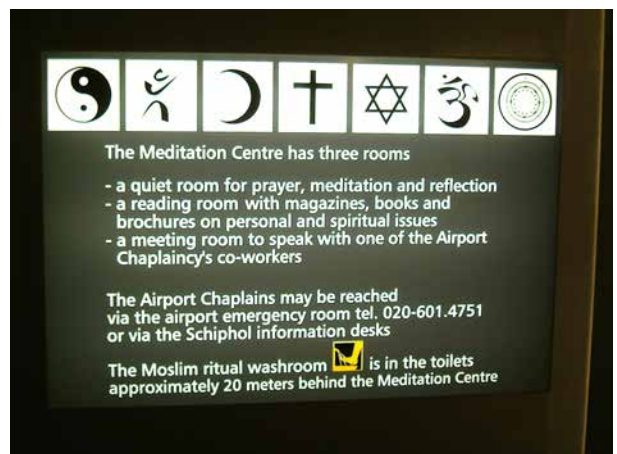 The Meditation Centre has three rooms
- a quiet room for prayer, meditation and reflection
- a reading room with magazines, books and
brochures on personal and spiritual issues
- a meeting room to speak with one of the Airport
Chaplaincy's co-workers
The Airport Chaplains may be reached
via the airport emergency room tel. 020-601.4751
or via the Schiphol information desks
The Moslim ritual washroom is in the toilets
approximately 20 meters behind the Meditation Centre